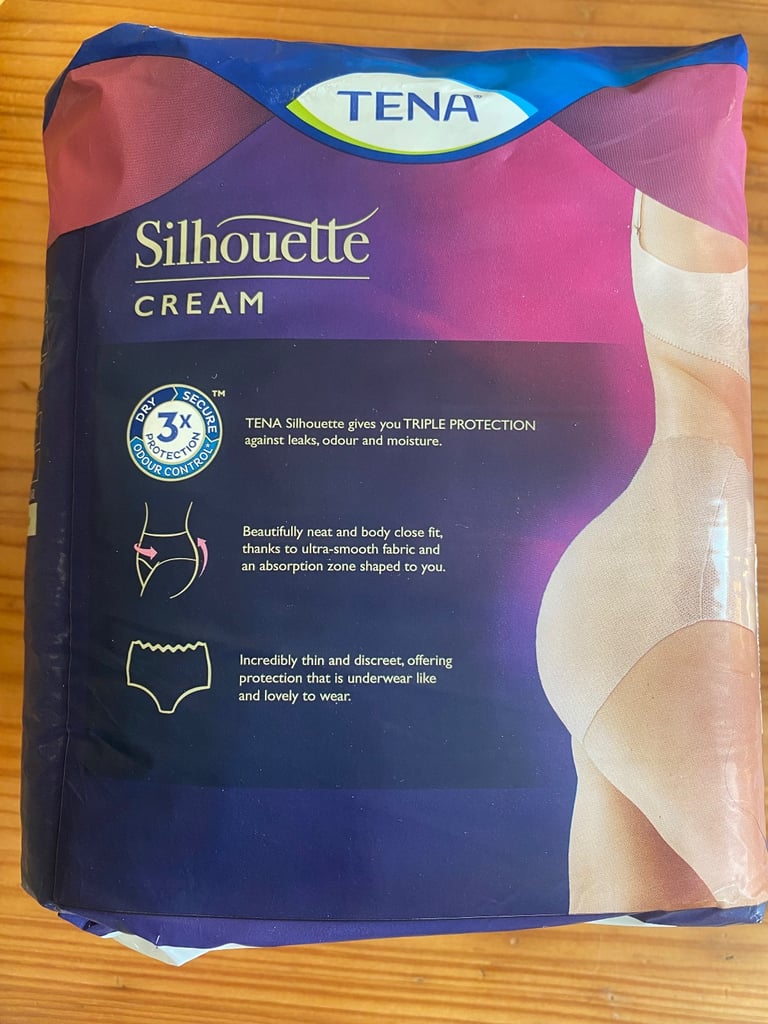 TENA®
Silhouette
CREAM
DRY SECURE
3X
PROTECTION
ODOUR CONTROL
TM
TENA Silhouette gives you TRIPLE PROTECTION
against leaks, odour and moisture.
Beautifully neat and body close fit,
thanks to ultra-smooth fabric and
an absorption zone shaped to you.
Incredibly thin and discreet, offering
protection that is underwear like
and lovely to wear.